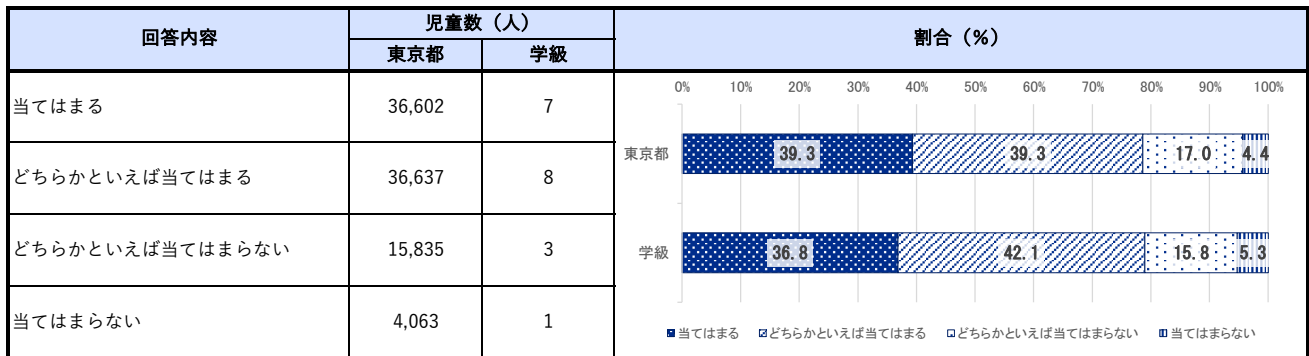 回答内容 児童数（人） 割合（%）
東京都 学級
当てはまる 36,602 7
どちらかといえば当てはまる 36,637 8
どちらかといえば当てはまらない 15,835 3
当てはまらない 4,063 1
0% 10% 20% 30% 40% 50% 60% 70% 80% 90% 100%
東京都 39.3 39.3 17.0 4.4
学級 36.8 42.1 15.8 5.3
当てはまる どちらかといえば当てはまる どちらかといえば当てはまらない 当てはまらない